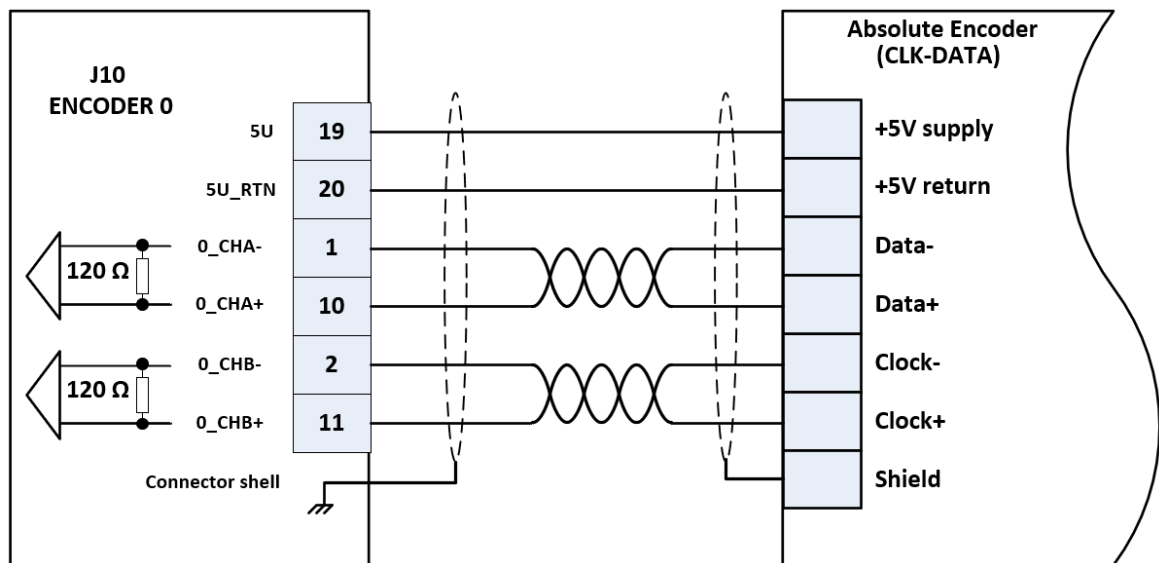 J10
ENCODER 0
5U
19
5U_RTN
20
0_CHA-
1
120 Ω
0_CHA+
10
0_CHB-
2
120 Ω
0_CHB+
11
Connector shell
Absolute Encoder
(CLK-DATA)
+5V supply
+5V return
Data-
Data+
Clock-
Clock+
Shield